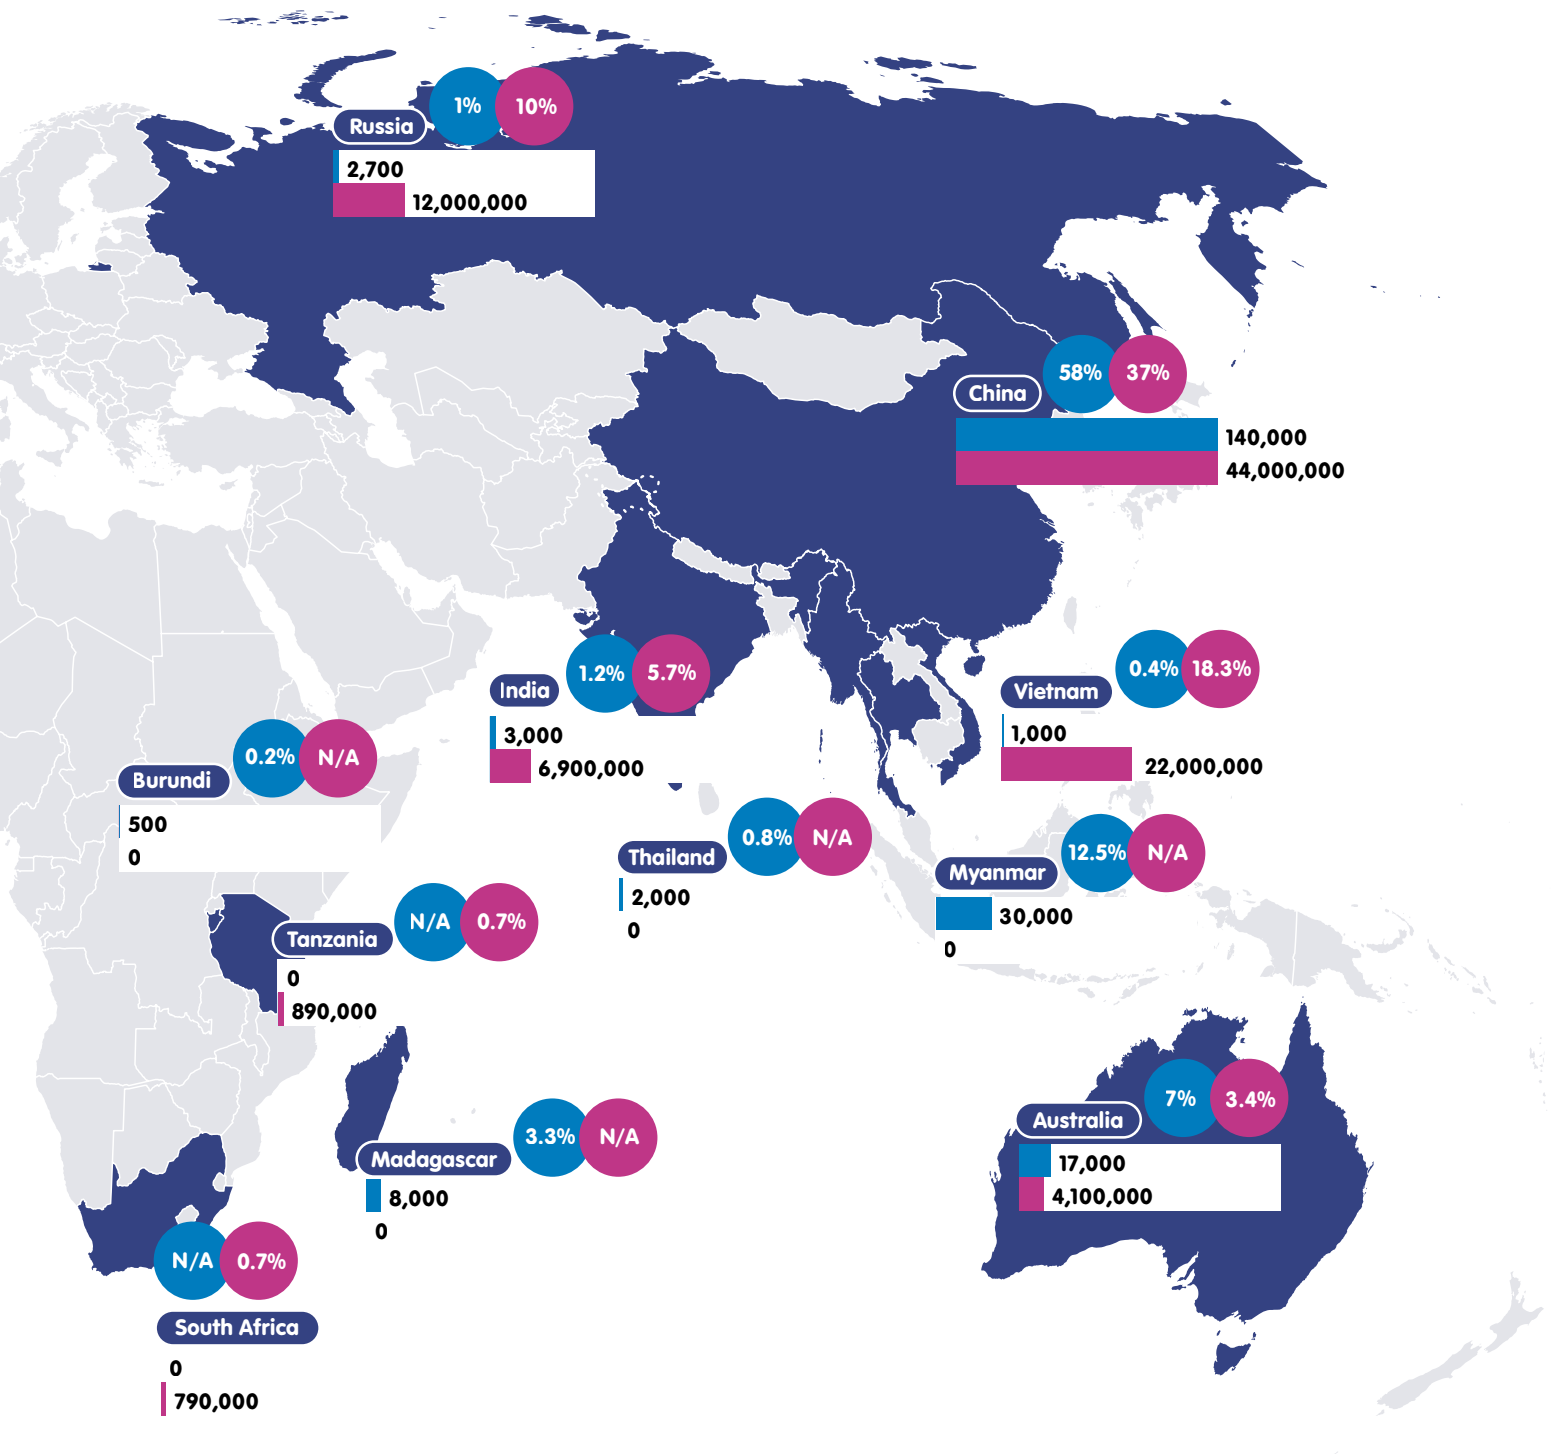 1%
10%
Russia
2,700
12,000,000
58%
37%
China
140,000
44,000,000
1.2%
5.7%
India
3,000
6,900,000
0.4%
18.3%
Vietnam
1,000
22,000,000
0.2%
N/A
Burundi
500
0
0.8%
N/A
Thailand
2,000
0
12.5%
N/A
Myanmar
30,000
0
N/A
0.7%
Tanzania
0
890,000
3.3%
N/A
Madagascar
8,000
0
7%
3.4%
Australia
17,000
4,100,000
N/A
0.7%
South Africa
0
790,000